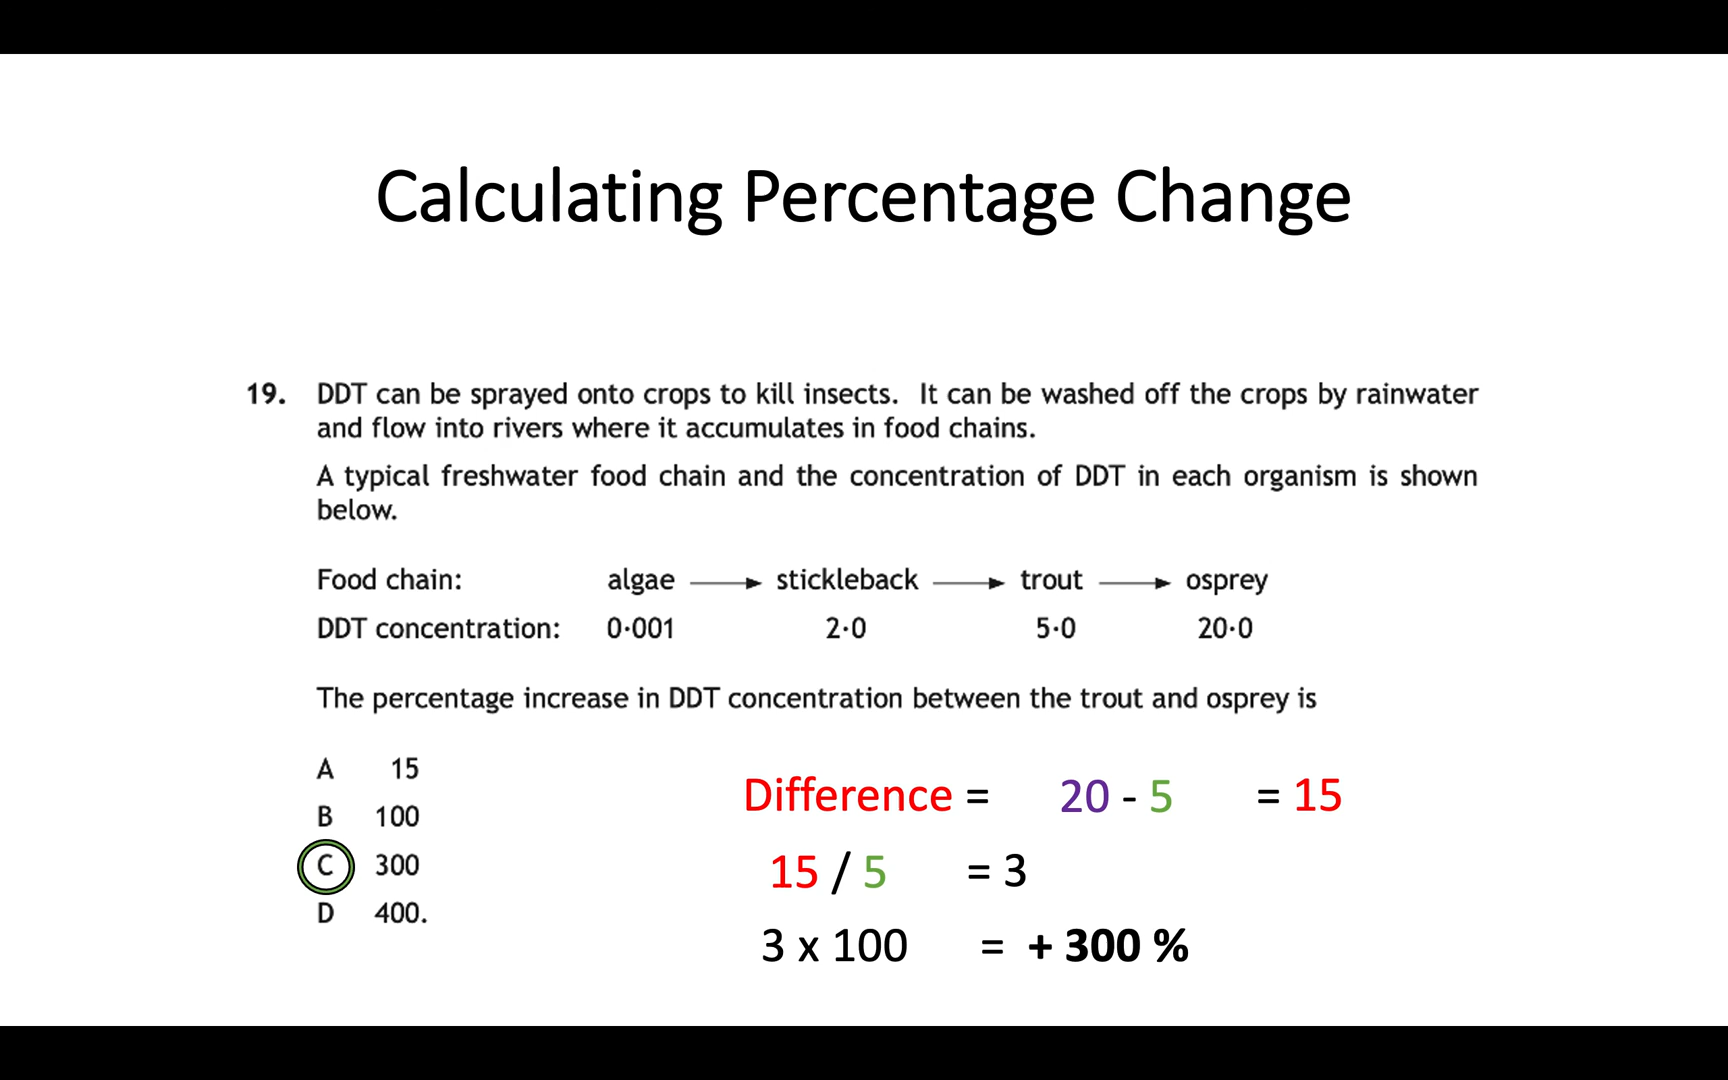 Calculating Percentage Change
19. DDT can be sprayed onto crops to kill insects. It can be washed off the crops by rainwater
and flow into rivers where it accumulates in food chains.
A typical freshwater food chain and the concentration of DDT in each organism is shown
below.
Food chain: algae stickleback trout osprey
DDT concentration: 0·001 2·0 5·0 20·0
The percentage increase in DDT concentration between the trout and osprey is
A 15
B 100
C 300
D 400.
Difference = 20 - 5 = 15
15 / 5 = 3
3 x 100 = + 300 %